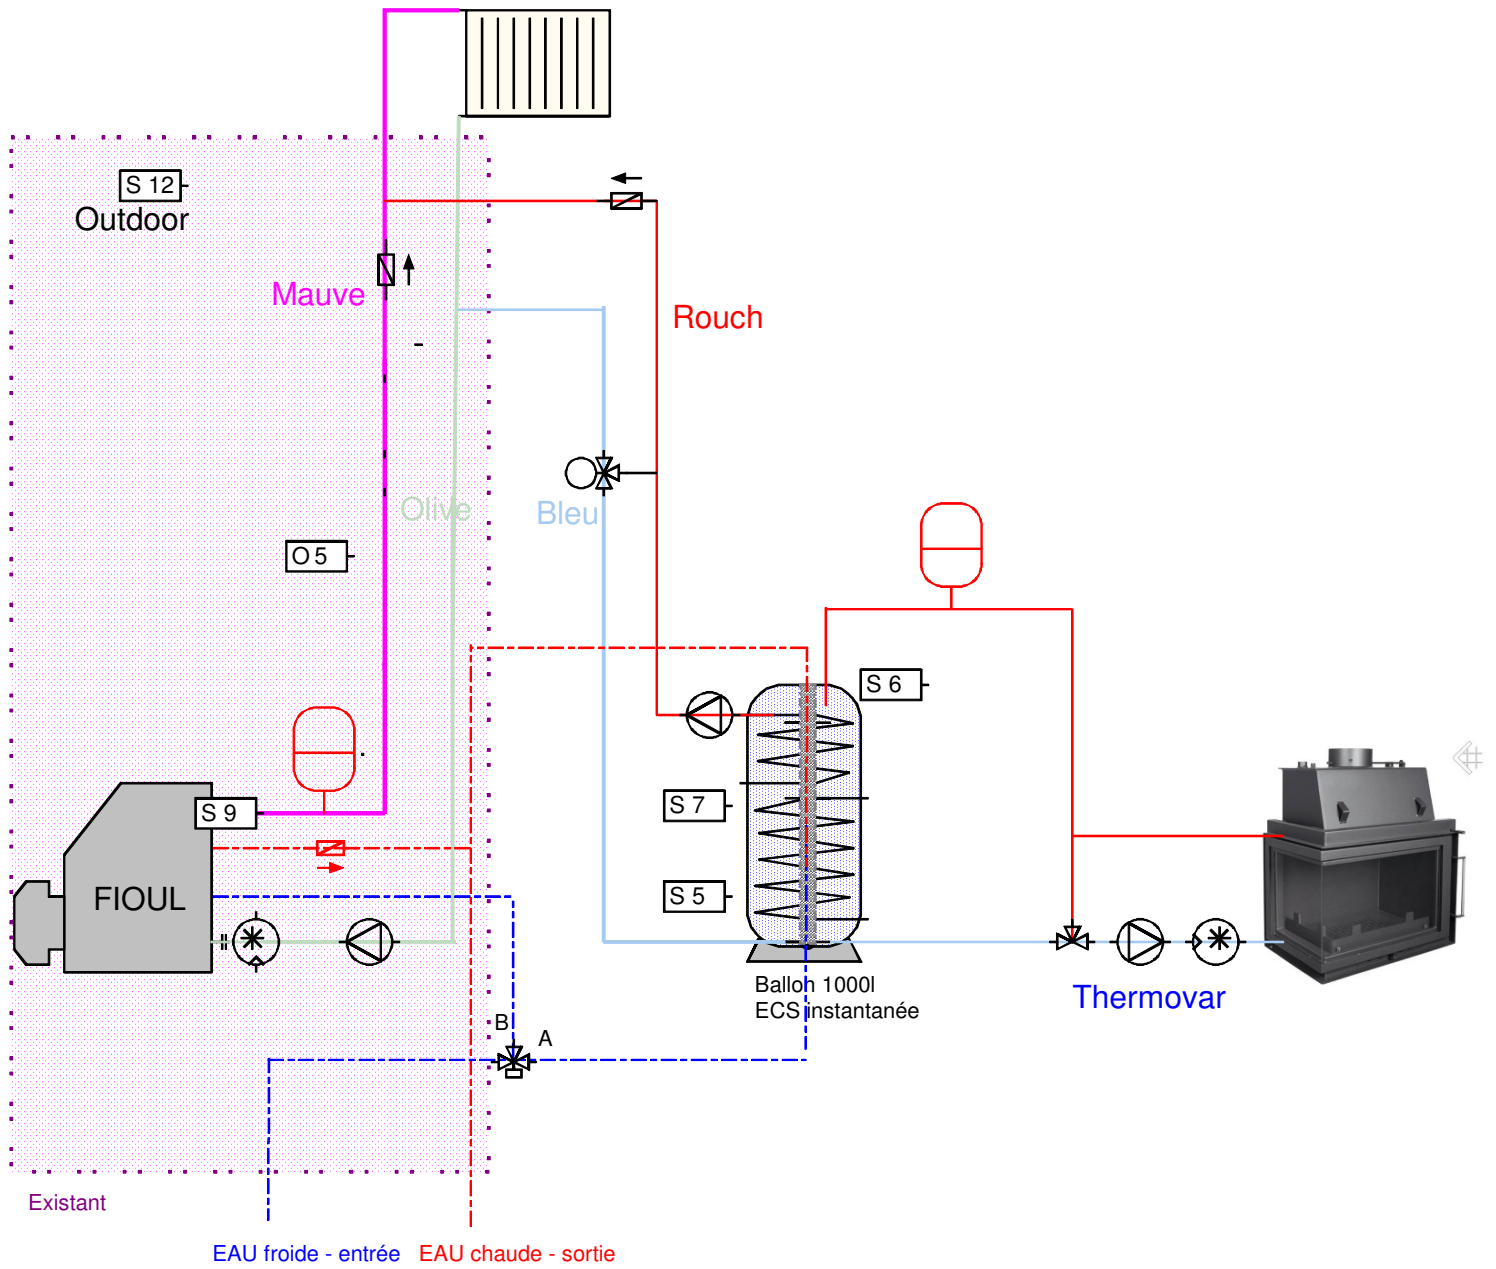 S 12
Outdoor
Mauve
Rouch
Olive
Bleu
O 5
S 6
S 9
S 7
FIOUL
S 5
Ballon 1000l
ECS instantanée
Thermovar
B
A
Existant
EAU froide - entrée
EAU chaude - sortie